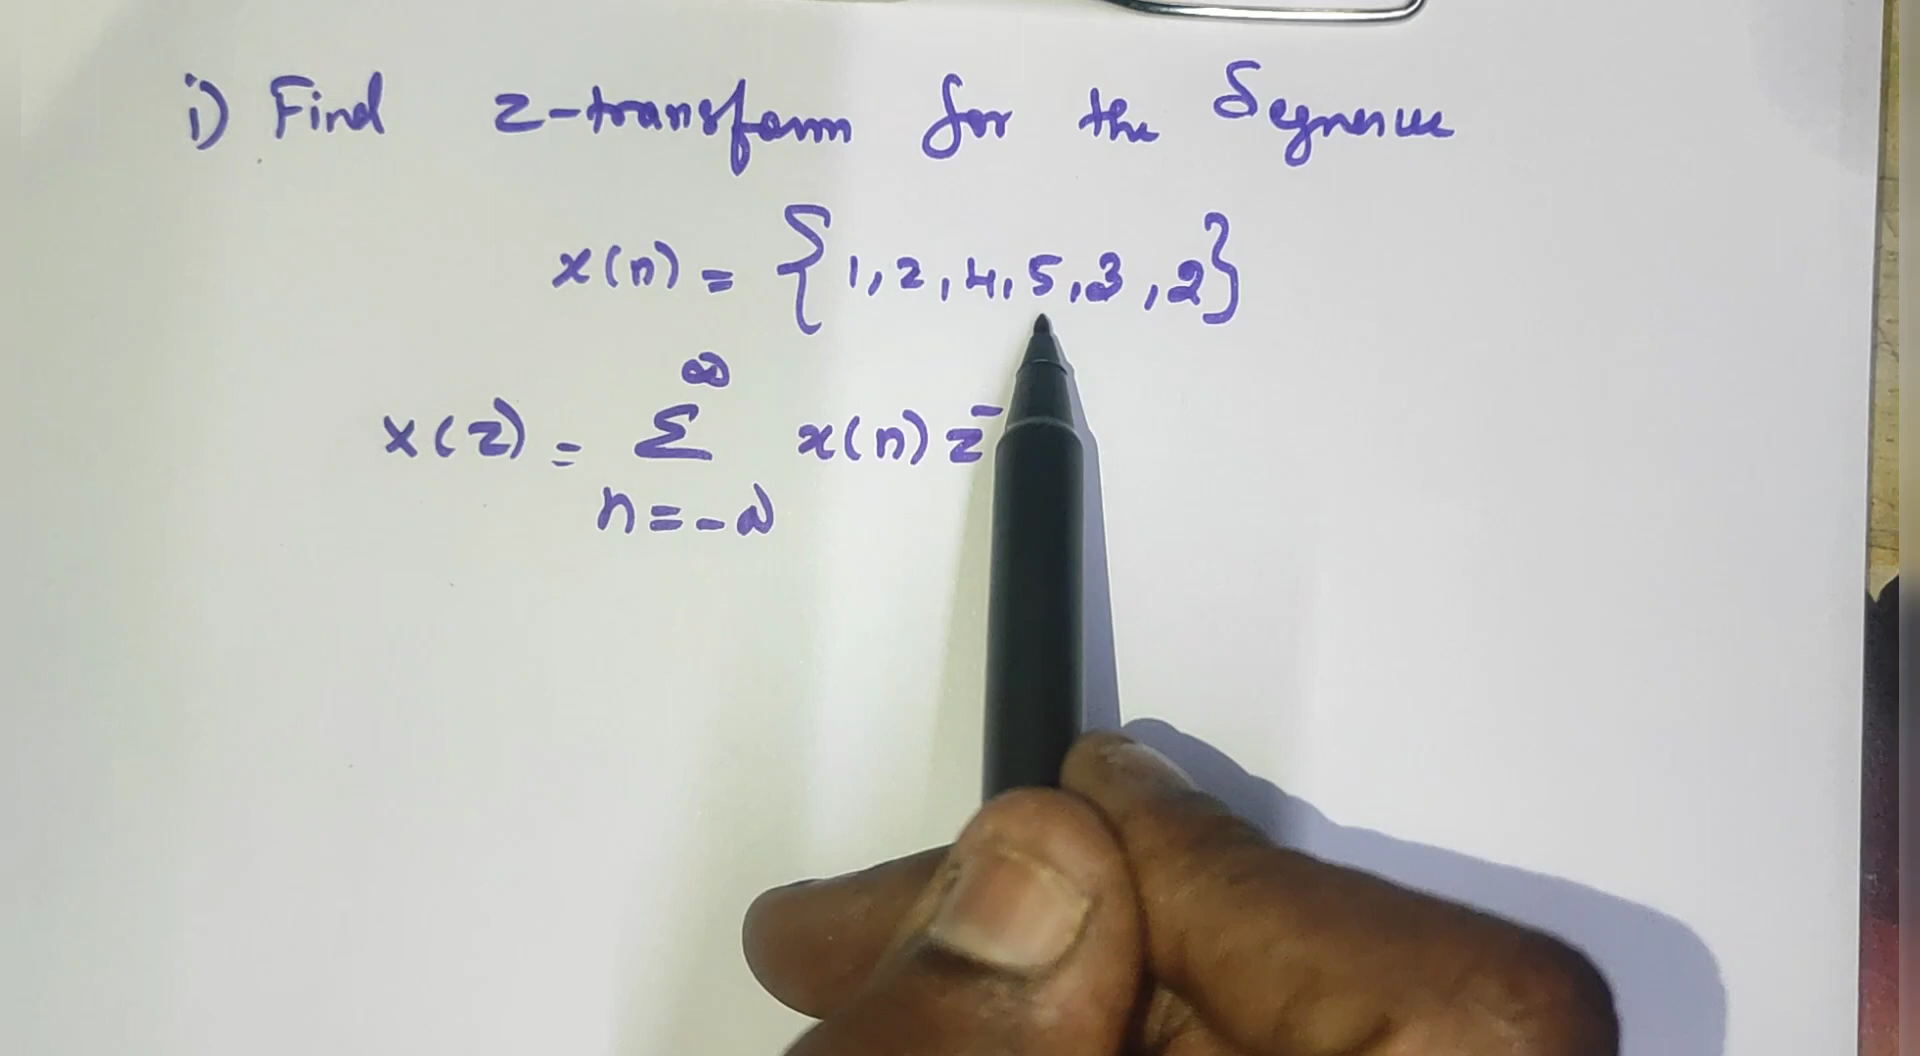 i) Find z-transform for the Sequence
x(n) = {1, 2, 4, 5, 3, 2}
∞
X(z) = Σ x(n) z⁻
n = -∞